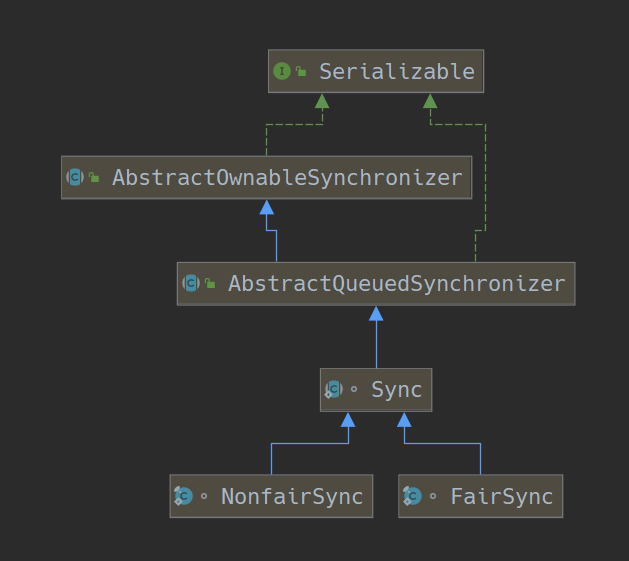 Serializable
AbstractOwnableSynchronizer
AbstractQueuedSynchronizer
Sync
NonfairSync
FairSync